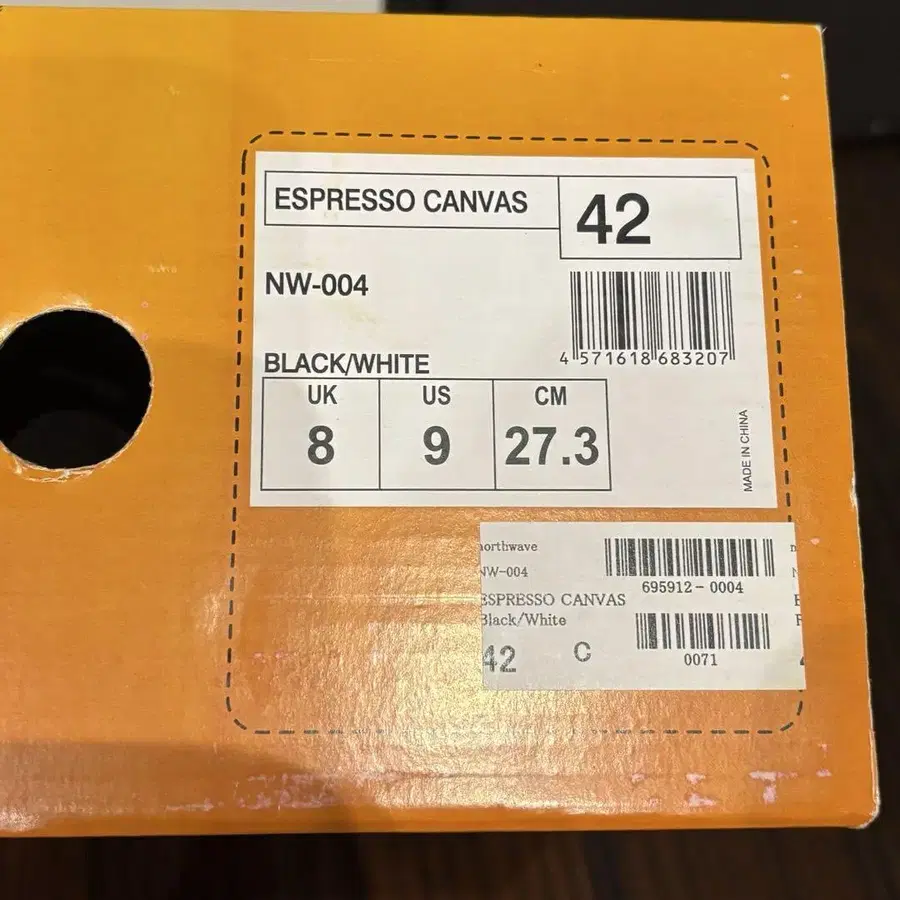 ESPRESSO CANVAS
42
NW-004
4 571618 683207
BLACK/WHITE
UK US CM
8 9 27.3
MADE IN CHINA
northwave
NW-004
695912-0004
ESPRESSO CANVAS
Black/White
42 C
0071